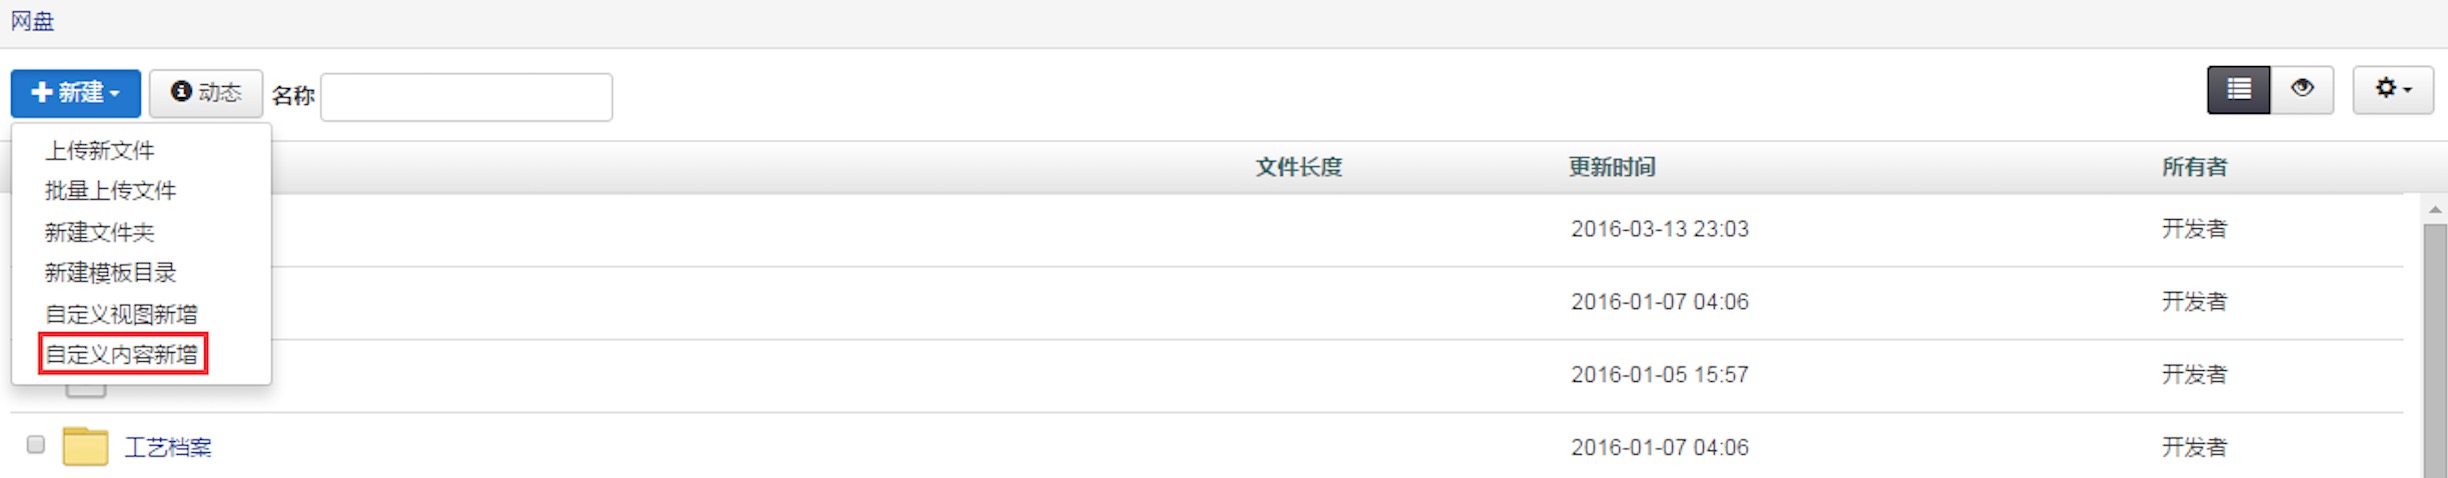 网盘
新建 动态 名称
上传新文件
批量上传文件
新建文件夹
新建模板目录
自定义视图新增
自定义内容新增
文件长度 更新时间 所有者
2016-03-13 23:03 开发者
2016-01-07 04:06 开发者
2016-01-05 15:57 开发者
工艺档案 2016-01-07 04:06 开发者